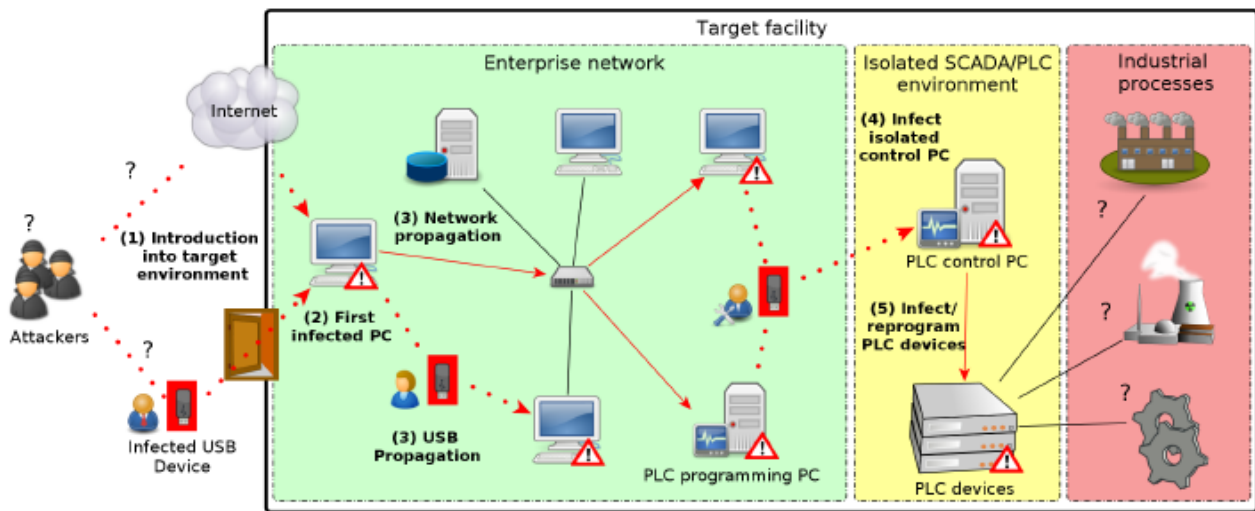 Target facility
Enterprise network
Isolated SCADA/PLC
environment
Industrial
processes
Internet
?
?
(1) Introduction
into target
environment
Attackers
?
Infected USB
Device
(2) First
infected PC
(3) Network
propagation
(3) USB
Propagation
PLC programming PC
(4) Infect
isolated
control PC
PLC control PC
(5) Infect/
reprogram
PLC devices
PLC devices
?
?
?